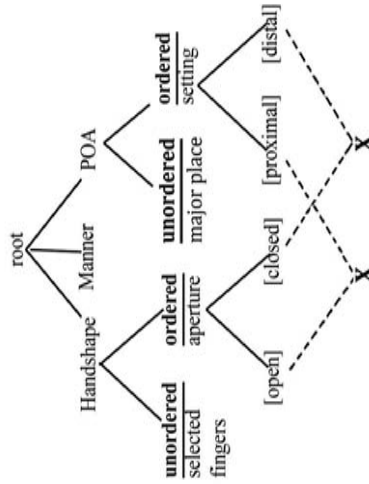 root
Handshape Manner POA
unordered ordered unordered ordered
selected aperture major place setting
fingers
[open] [closed] [proximal] [distal]
X X